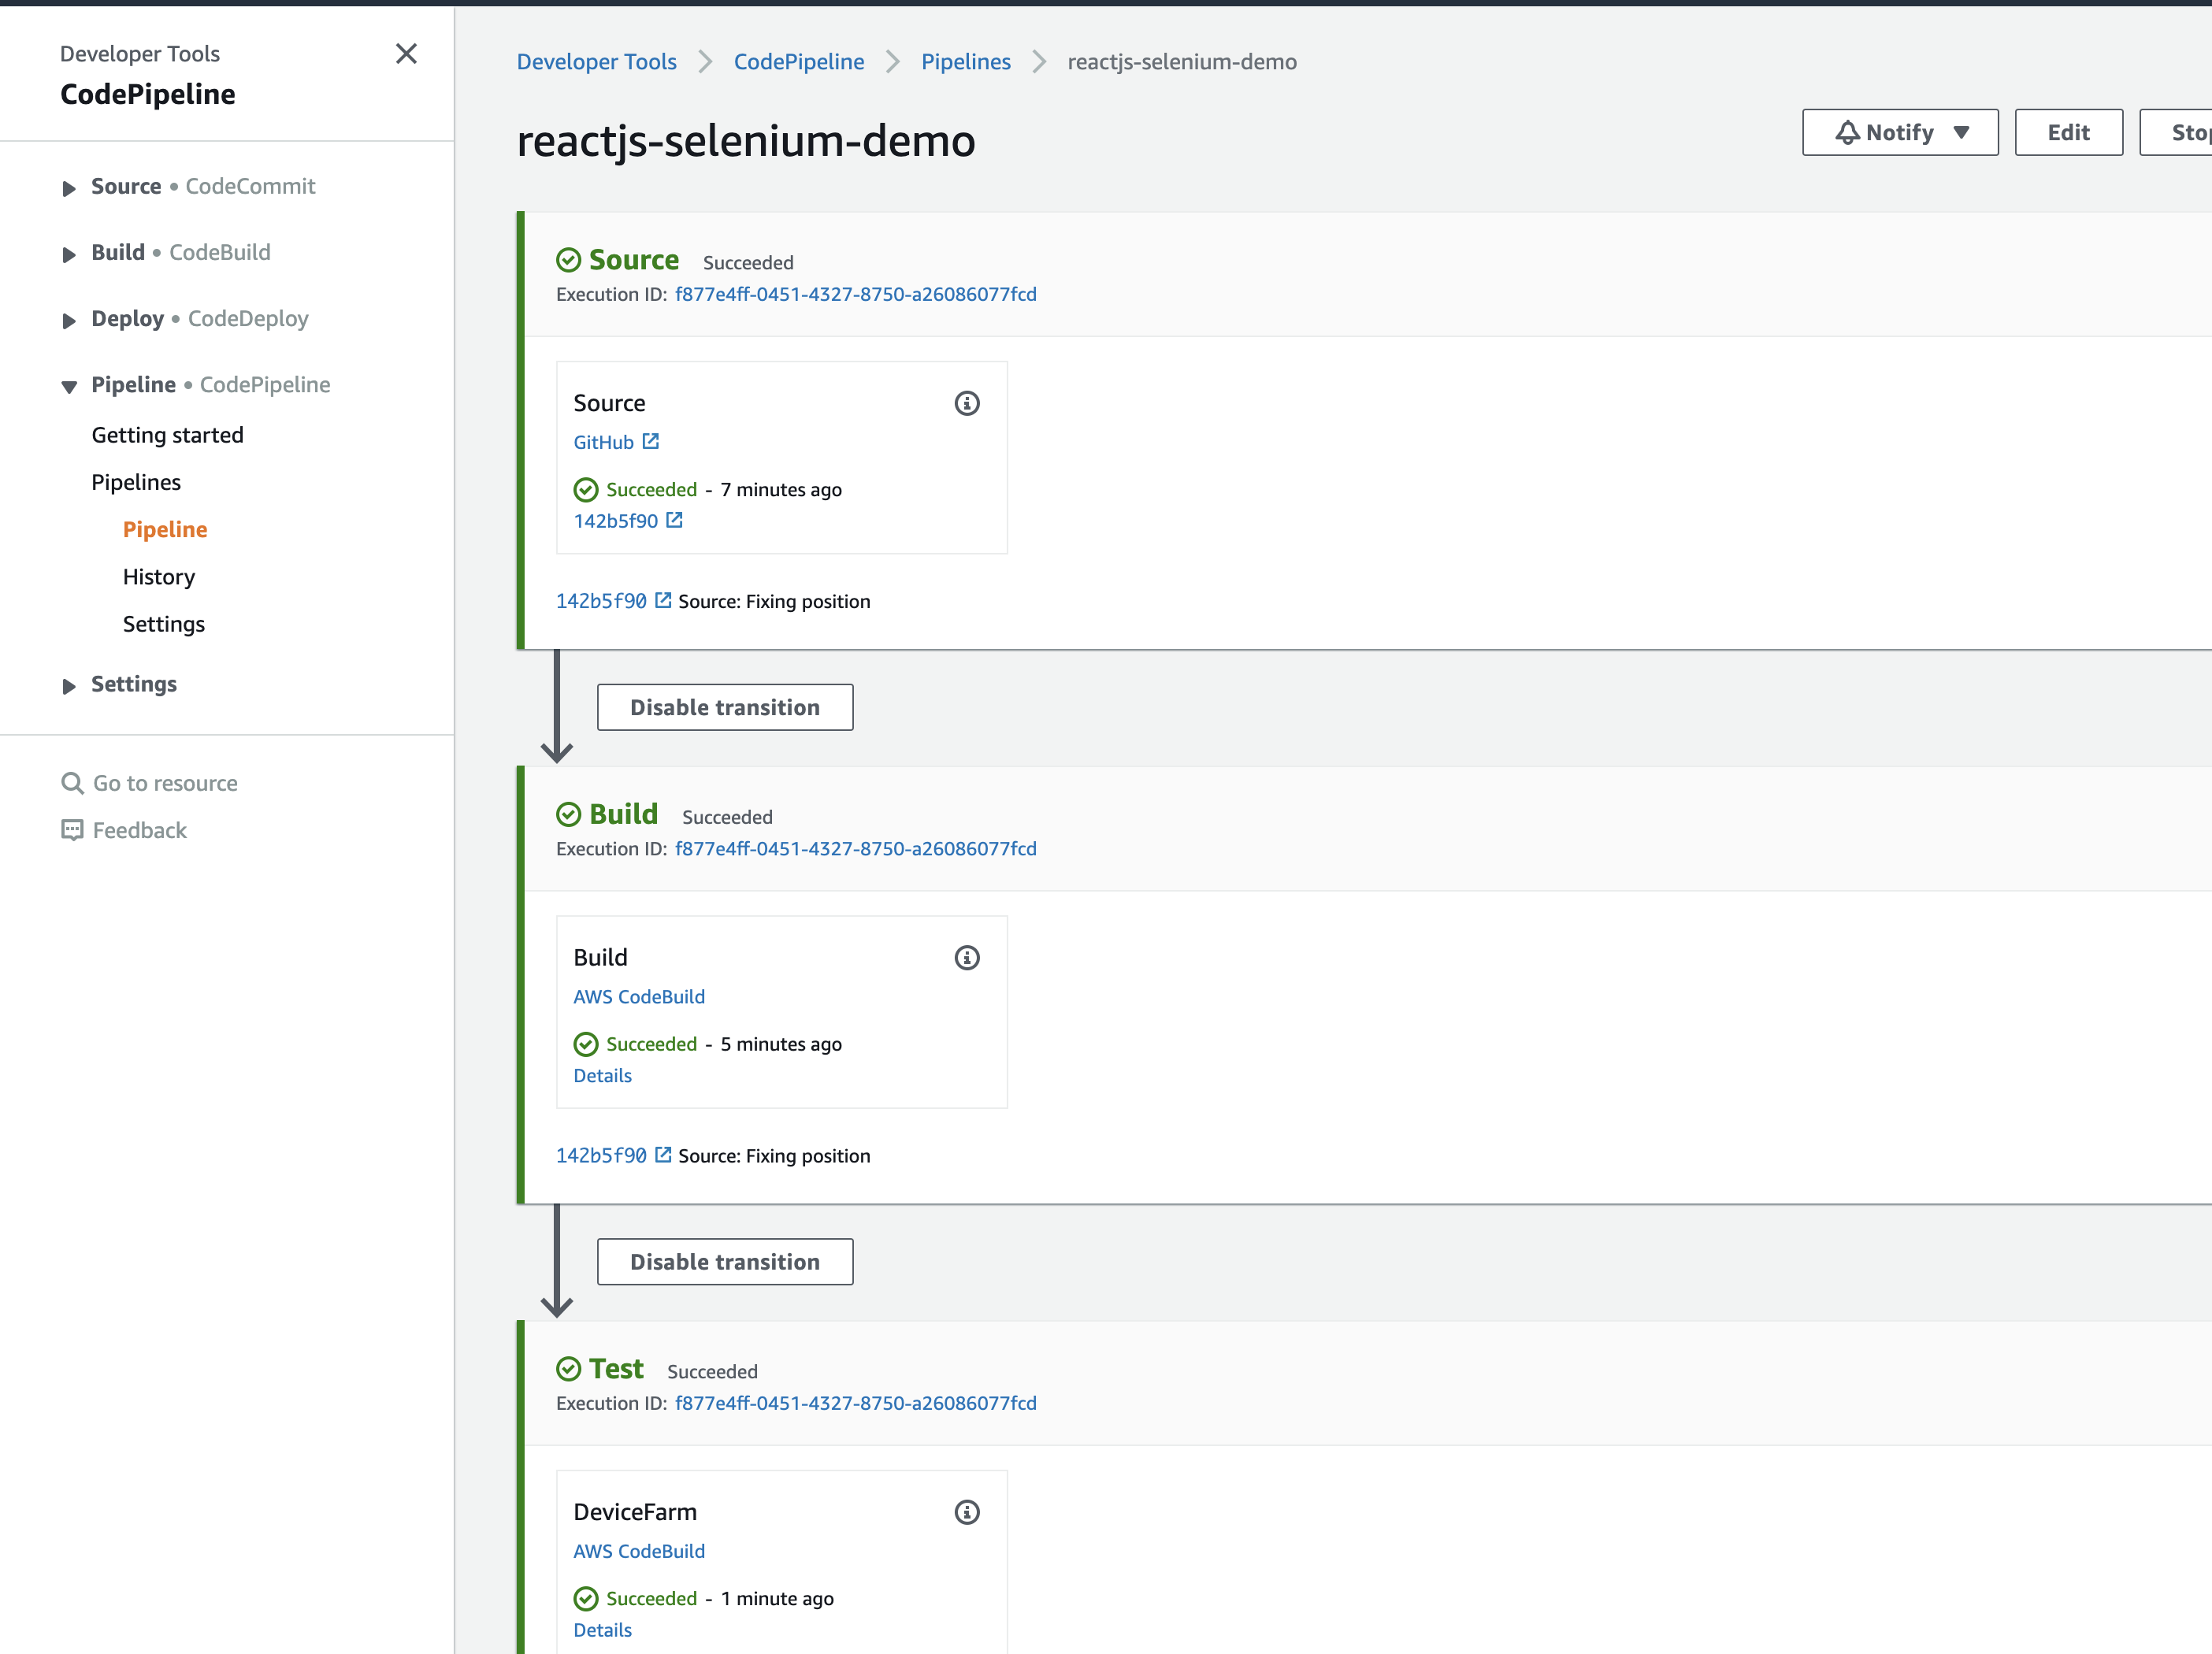 Developer Tools
CodePipeline
Source • CodeCommit
Build • CodeBuild
Deploy • CodeDeploy
Pipeline • CodePipeline
Getting started
Pipelines
Pipeline
History
Settings
Settings
Go to resource
Feedback
Developer Tools CodePipeline Pipelines reactjs-selenium-demo
reactjs-selenium-demo
Notify Edit
Source Succeeded
Execution ID: f877e4ff-0451-4327-8750-a26086077fcd
Source
GitHub
Succeeded - 7 minutes ago
142b5f90
142b5f90 Source: Fixing position
Disable transition
Build Succeeded
Execution ID: f877e4ff-0451-4327-8750-a26086077fcd
Build
AWS CodeBuild
Succeeded - 5 minutes ago
Details
142b5f90 Source: Fixing position
Disable transition
Test Succeeded
Execution ID: f877e4ff-0451-4327-8750-a26086077fcd
DeviceFarm
AWS CodeBuild
Succeeded - 1 minute ago
Details